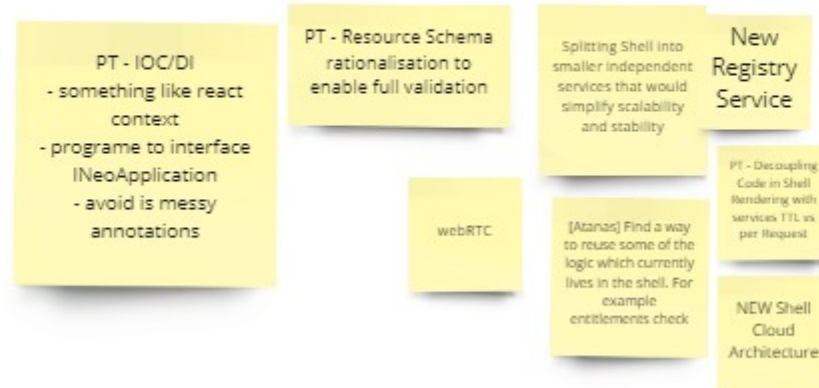 PT - IOC/DI
- something like react
context
- programe to interface
INeoApplication
- avoid is messy
annotations
PT - Resource Schema
rationalisation to
enable full validation
Splitting Shell into
smaller independent
services that would
simplify scalability
and stability
New
Registry
Service
webRTC
[Atanas] Find a way
to reuse some of the
logic which currently
lives in the shell. For
example
entitlements check
PT - Decoupling
Code in Shell
Rendering with
services TTL vs
per Request
NEW Shell
Cloud
Architecture